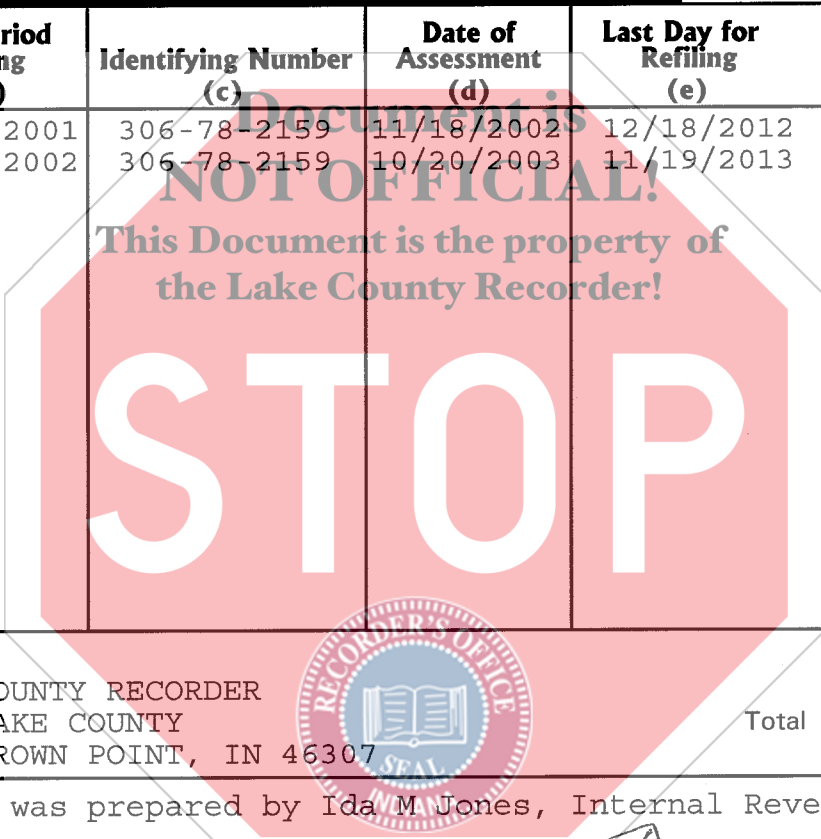 riod
ng
)
Identifying Number
(c)
Date of
Assessment
(d)
Last Day for
Refiling
(e)
2001 306-78-2159 11/18/2002 12/18/2012
2002 306-78-2159 10/20/2003 11/19/2013
Document is
NOT OFFICIAL!
This Document is the property of
the Lake County Recorder!
STOP
RECORDER'S OFFICE
SEAL
INDIANA
OUNTY RECORDER
AKE COUNTY
ROWN POINT, IN 46307
Total
was prepared by Ida M Jones, Internal Reve